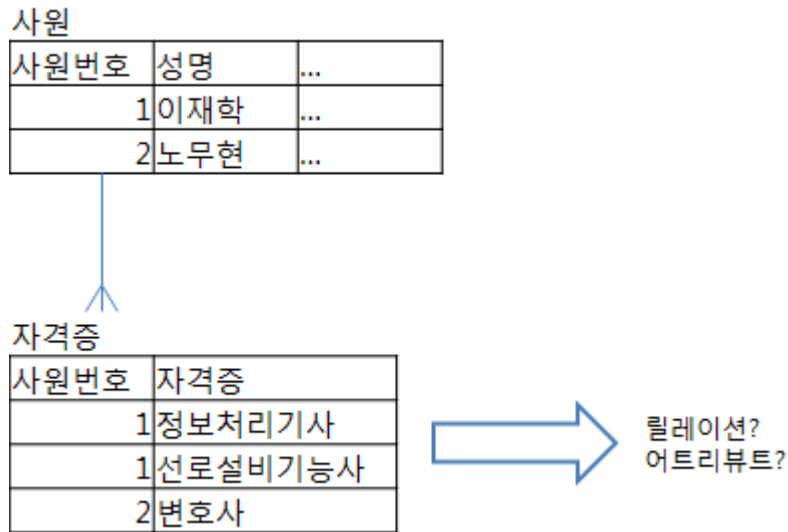 사원
사원번호 성명 ...
1 이재학 ...
2 노무현 ...
자격증
사원번호 자격증
1 정보처리기사
1 선로설비기능사
2 변호사
릴레이션?
어트리뷰트?